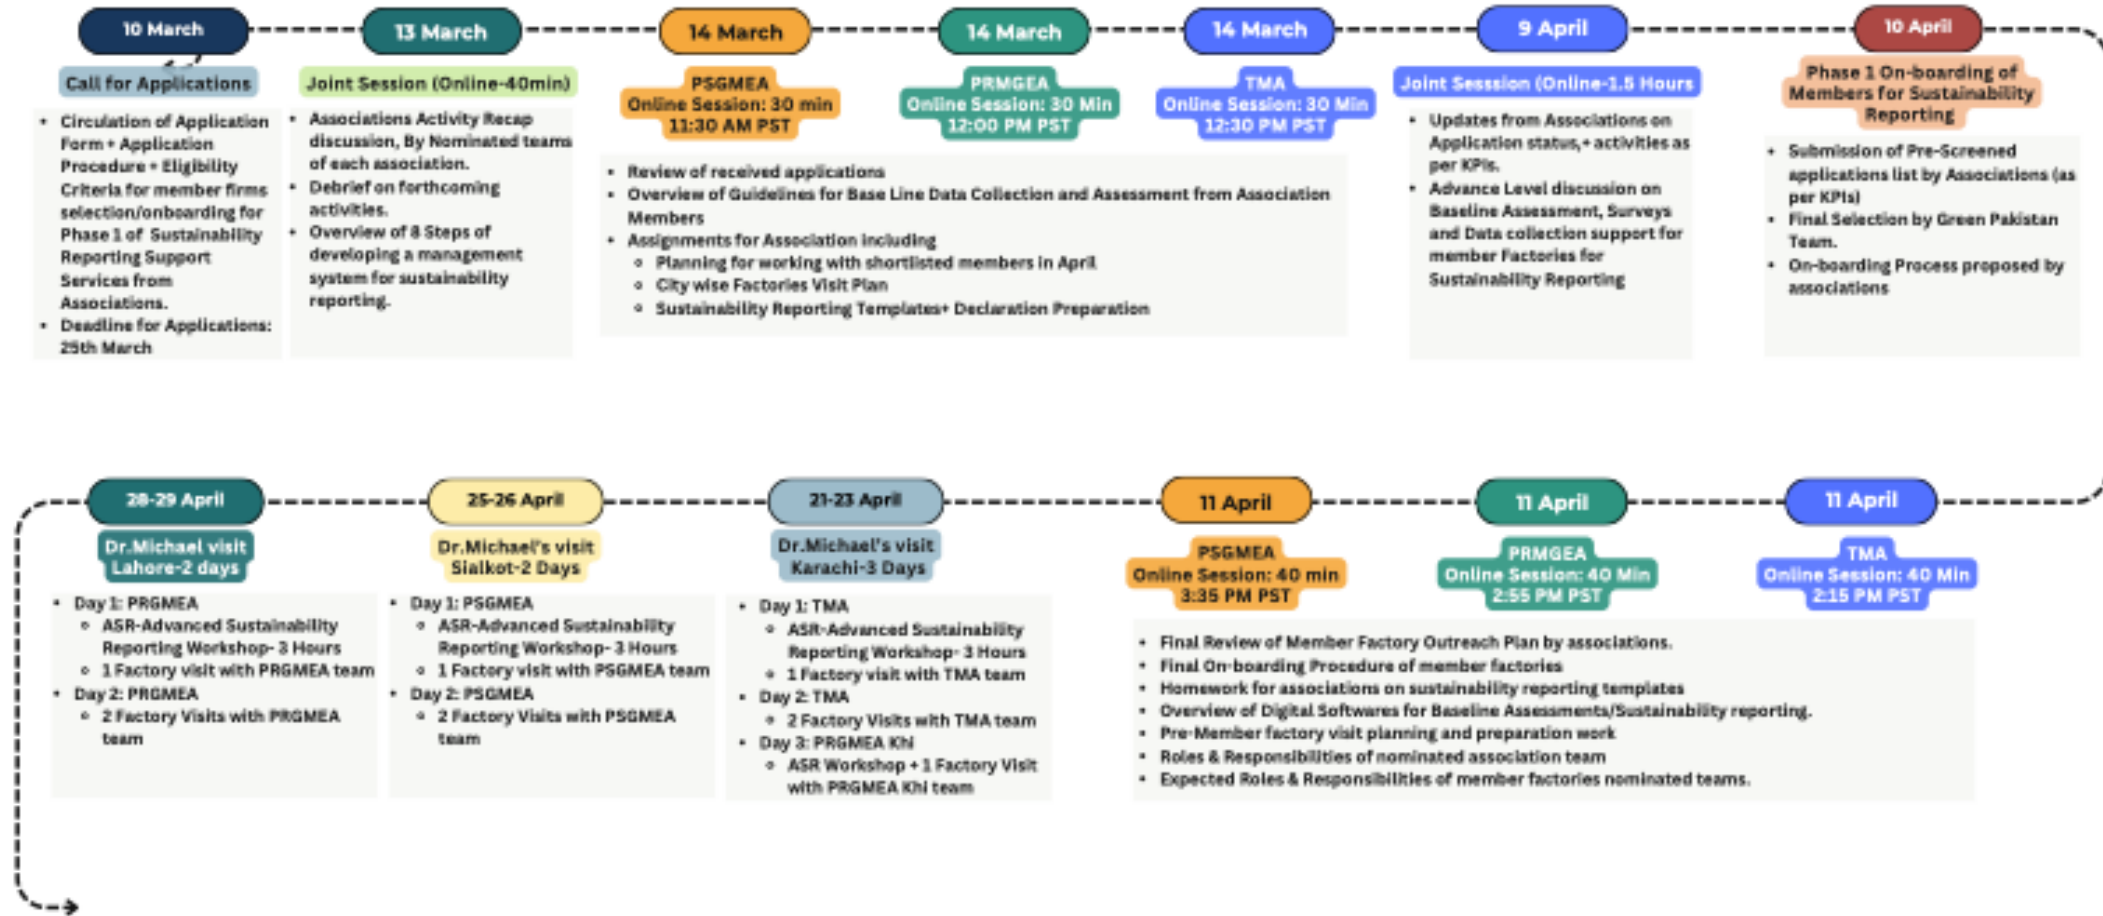 10 March
Call for Applications
• Circulation of Application
Form + Application
Procedure + Eligibility
Criteria for member firms
selection/onboarding for
Phase 1 of Sustainability
Reporting Support
Services from
Associations.
• Deadline for Applications:
25th March
13 March
Joint Session (Online-40min)
• Associations Activity Recap
discussion, By Nominated teams
of each association.
• Debrief on forthcoming
activities.
• Overview of 8 Steps of
developing a management
system for sustainability
reporting.
14 March
PSGMEA
Online Session: 30 min
11:30 AM PST
14 March
PRMGEA
Online Session: 30 Min
12:00 PM PST
14 March
TMA
Online Session: 30 Min
12:30 PM PST
• Review of received applications
• Overview of Guidelines for Base Line Data Collection and Assessment from Association
Members
• Assignments for Association including
◦ Planning for working with shortlisted members in April
◦ City wise Factories Visit Plan
◦ Sustainability Reporting Templates+ Declaration Preparation
9 April
Joint Sesssion (Online-1.5 Hours
• Updates from Associations on
Application status,+ activities as
per KPIs.
• Advance Level discussion on
Baseline Assessment, Surveys
and Data collection support for
member Factories for
Sustainability Reporting
10 April
Phase 1 On-boarding of
Members for Sustainability
Reporting
• Submission of Pre-Screened
applications list by Associations (as
per KPIs)
• Final Selection by Green Pakistan
Team.
• On-boarding Process proposed by
associations
28-29 April
Dr.Michael visit
Lahore-2 days
• Day 1: PRGMEA
◦ ASR-Advanced Sustainability
Reporting Workshop- 3 Hours
◦ 1 Factory visit with PRGMEA team
• Day 2: PRGMEA
◦ 2 Factory Visits with PRGMEA
team
25-26 April
Dr.Michael's visit
Sialkot-2 Days
• Day 1: PSGMEA
◦ ASR-Advanced Sustainability
Reporting Workshop- 3 Hours
◦ 1 Factory visit with PSGMEA team
• Day 2: PSGMEA
◦ 2 Factory Visits with PSGMEA
team
21-23 April
Dr.Michael's visit
Karachi-3 Days
• Day 1: TMA
◦ ASR-Advanced Sustainability
Reporting Workshop- 3 Hours
◦ 1 Factory visit with TMA team
• Day 2: TMA
◦ 2 Factory Visits with TMA team
• Day 3: PRGMEA Khi
◦ ASR Workshop + 1 Factory Visit
with PRGMEA Khi team
11 April
PSGMEA
Online Session: 40 min
3:35 PM PST
11 April
PRMGEA
Online Session: 40 Min
2:55 PM PST
11 April
TMA
Online Session: 40 Min
2:15 PM PST
• Final Review of Member Factory Outreach Plan by associations.
• Final On-boarding Procedure of member factories
• Homework for associations on sustainability reporting templates
• Overview of Digital Softwares for Baseline Assessments/Sustainability reporting.
• Pre-Member factory visit planning and preparation work
• Roles & Responsibilities of nominated association team
• Expected Roles & Responsibilities of member factories nominated teams.